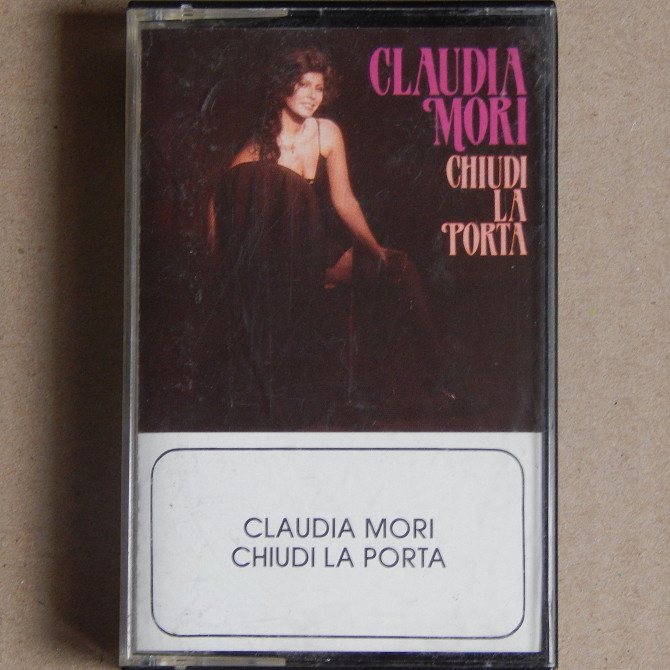 CLAUDIA
MORI
CHIUDI
LA
PORTA
CLAUDIA MORI
CHIUDI LA PORTA